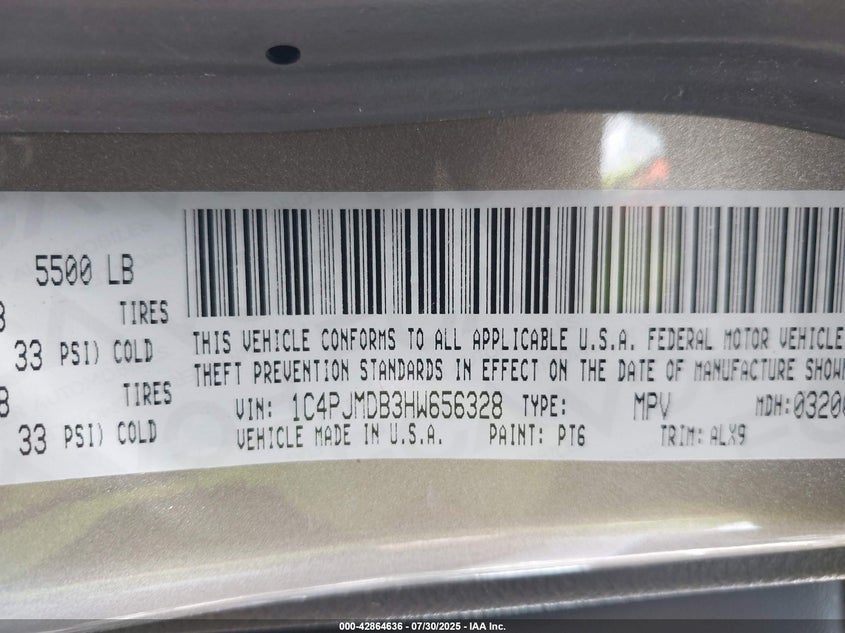 5500 LB
TIRES
33 PSI) COLD
TIRES
33 PSI) COLD
THIS VEHICLE CONFORMS TO ALL APPLICABLE U.S.A. FEDERAL MOTOR VEHICLE
THEFT PREVENTION STANDARDS IN EFFECT ON THE DATE OF MANUFACTURE SHOW
VIN: 1C4PJMDB3HW656328 TYPE: MPV MDH: 0320
VEHICLE MADE IN U.S.A. PAINT: PT6 TRIM: ALX9
000-42864636 - 07/30/2025 - IAA Inc.